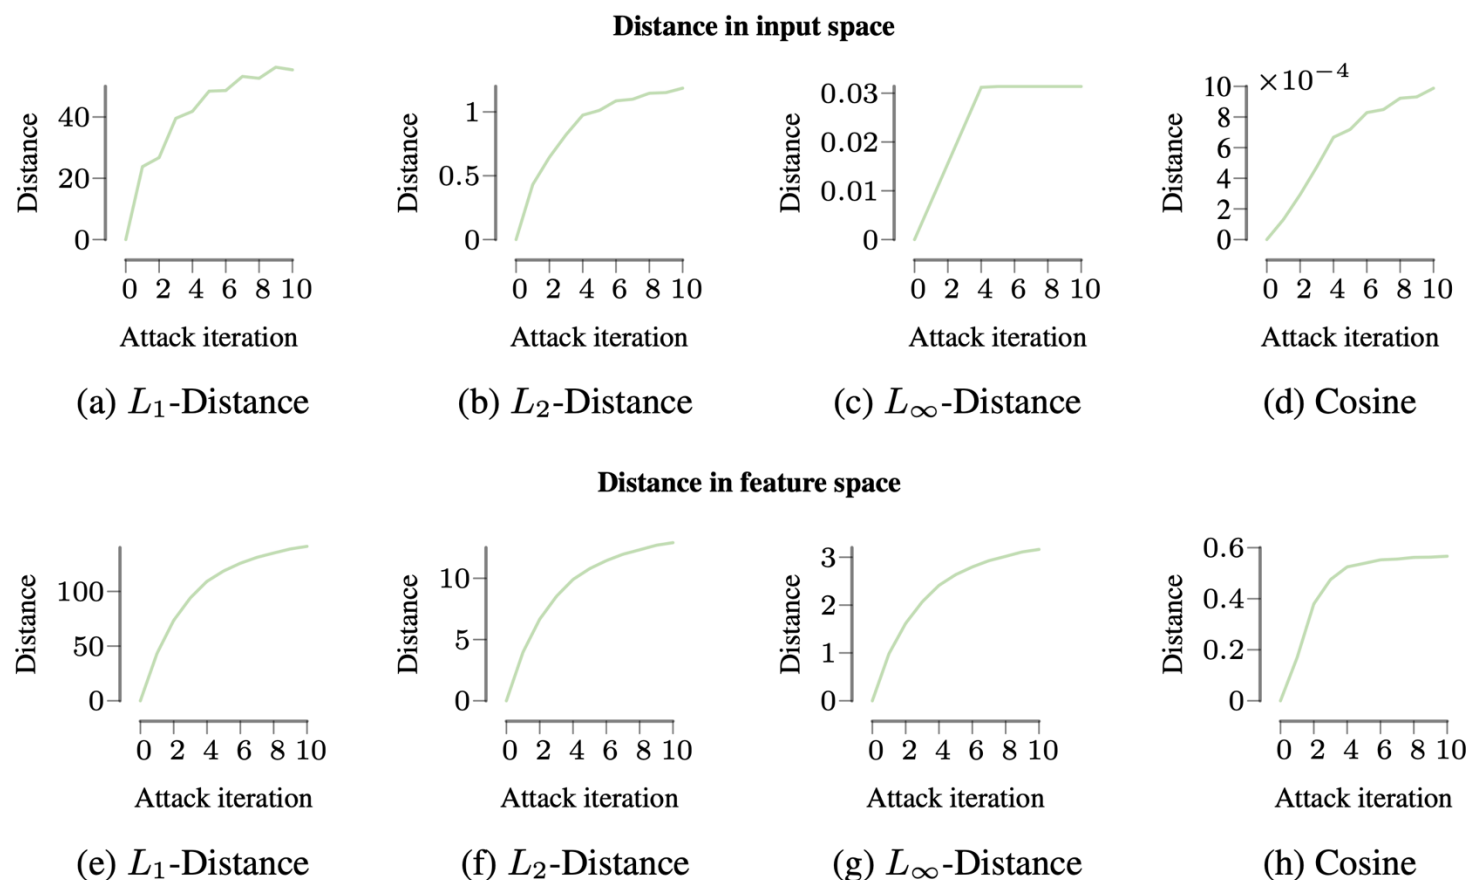 Distance in input space
Distance
40
20
0
0 2 4 6 8 10
Attack iteration
(a) L₁-Distance
Distance
1
0.5
0
0 2 4 6 8 10
Attack iteration
(b) L₂-Distance
Distance
0.03
0.02
0.01
0
0 2 4 6 8 10
Attack iteration
(c) L∞-Distance
Distance
×10⁻⁴
10
8
6
4
2
0
0 2 4 6 8 10
Attack iteration
(d) Cosine
Distance in feature space
Distance
100
50
0
0 2 4 6 8 10
Attack iteration
(e) L₁-Distance
Distance
10
5
0
0 2 4 6 8 10
Attack iteration
(f) L₂-Distance
Distance
3
2
1
0
0 2 4 6 8 10
Attack iteration
(g) L∞-Distance
Distance
0.6
0.4
0.2
0
0 2 4 6 8 10
Attack iteration
(h) Cosine